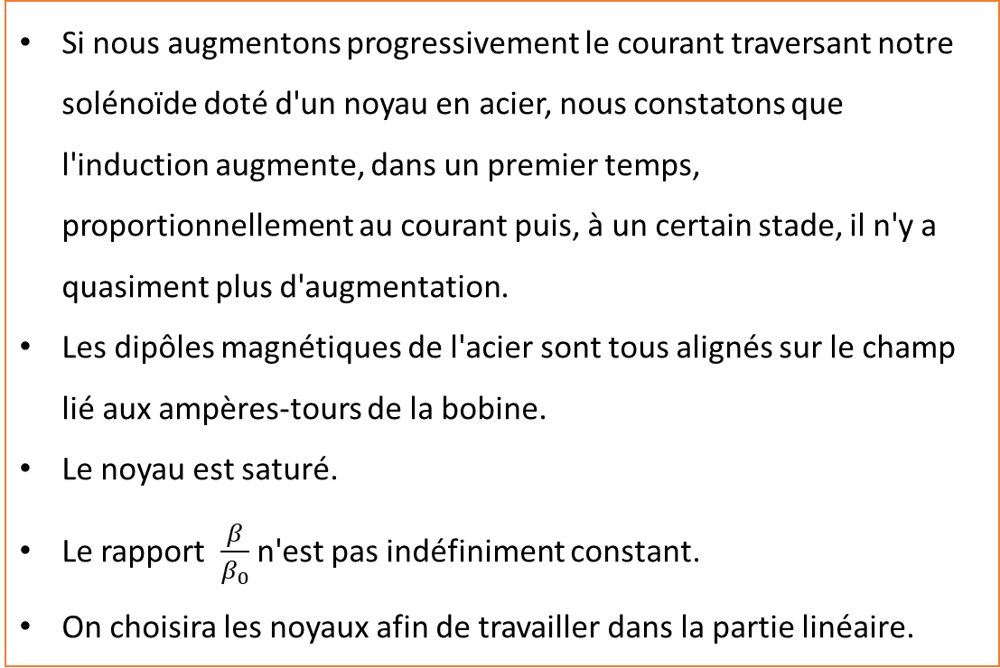 • Si nous augmentons progressivement le courant traversant notre
solénoïde doté d'un noyau en acier, nous constatons que
l'induction augmente, dans un premier temps,
proportionnellement au courant puis, à un certain stade, il n'y a
quasiment plus d'augmentation.
• Les dipôles magnétiques de l'acier sont tous alignés sur le champ
lié aux ampères-tours de la bobine.
• Le noyau est saturé.
• Le rapport β/β₀ n'est pas indéfiniment constant.
• On choisira les noyaux afin de travailler dans la partie linéaire.